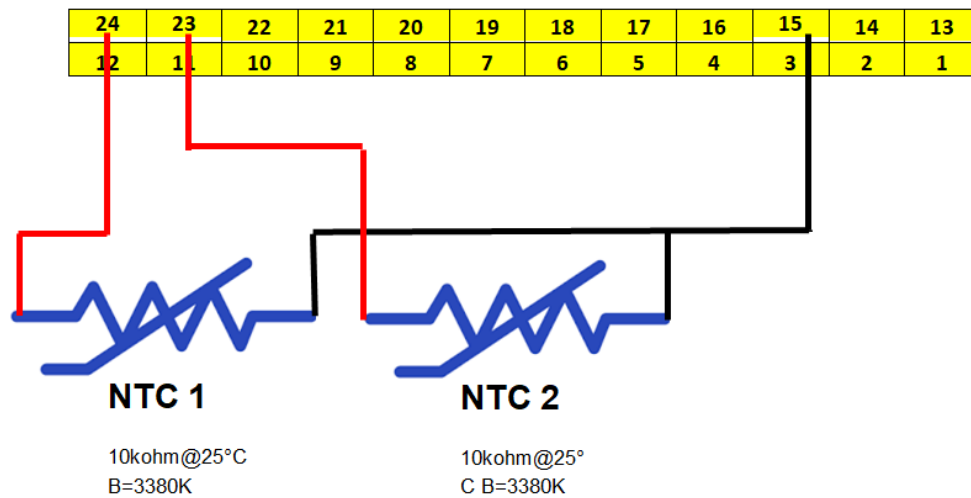 24 23 22 21 20 19 18 17 16 15 14 13
12 11 10 9 8 7 6 5 4 3 2 1
NTC 1
10kohm@25°C
B=3380K
NTC 2
10kohm@25°
C B=3380K